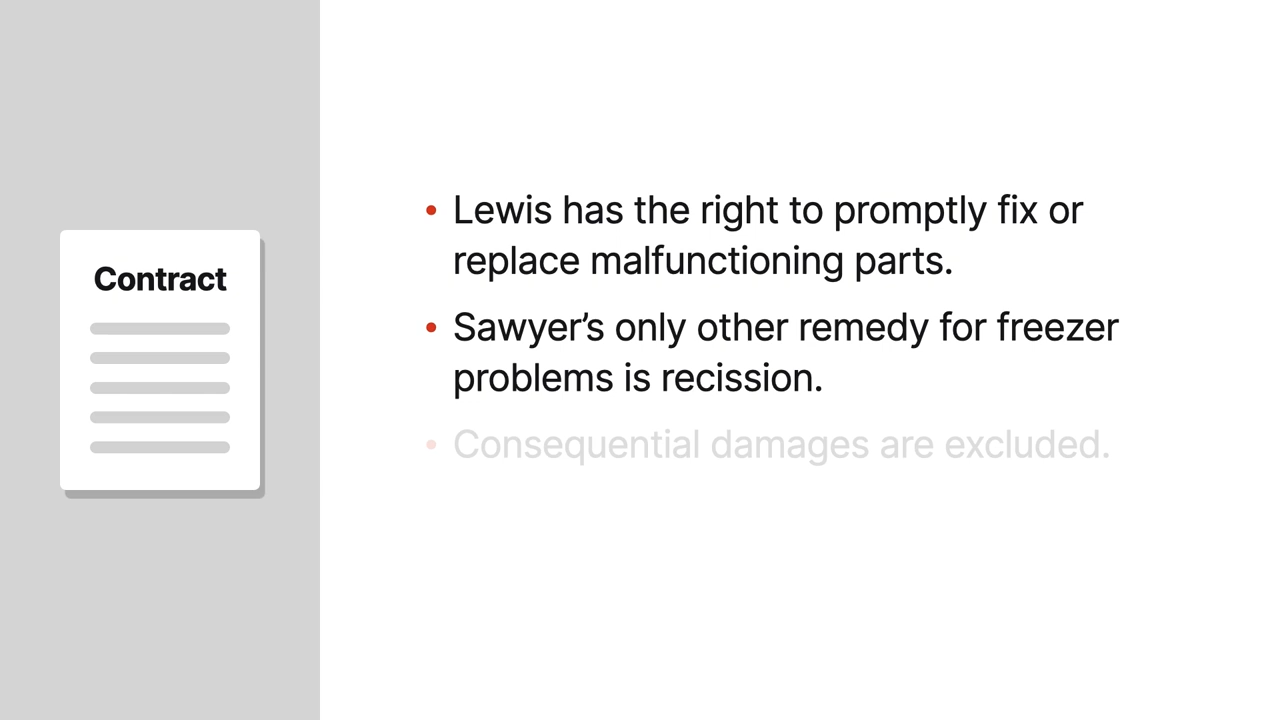 Contract
• Lewis has the right to promptly fix or
replace malfunctioning parts.
• Sawyer’s only other remedy for freezer
problems is recission.
• Consequential damages are excluded.